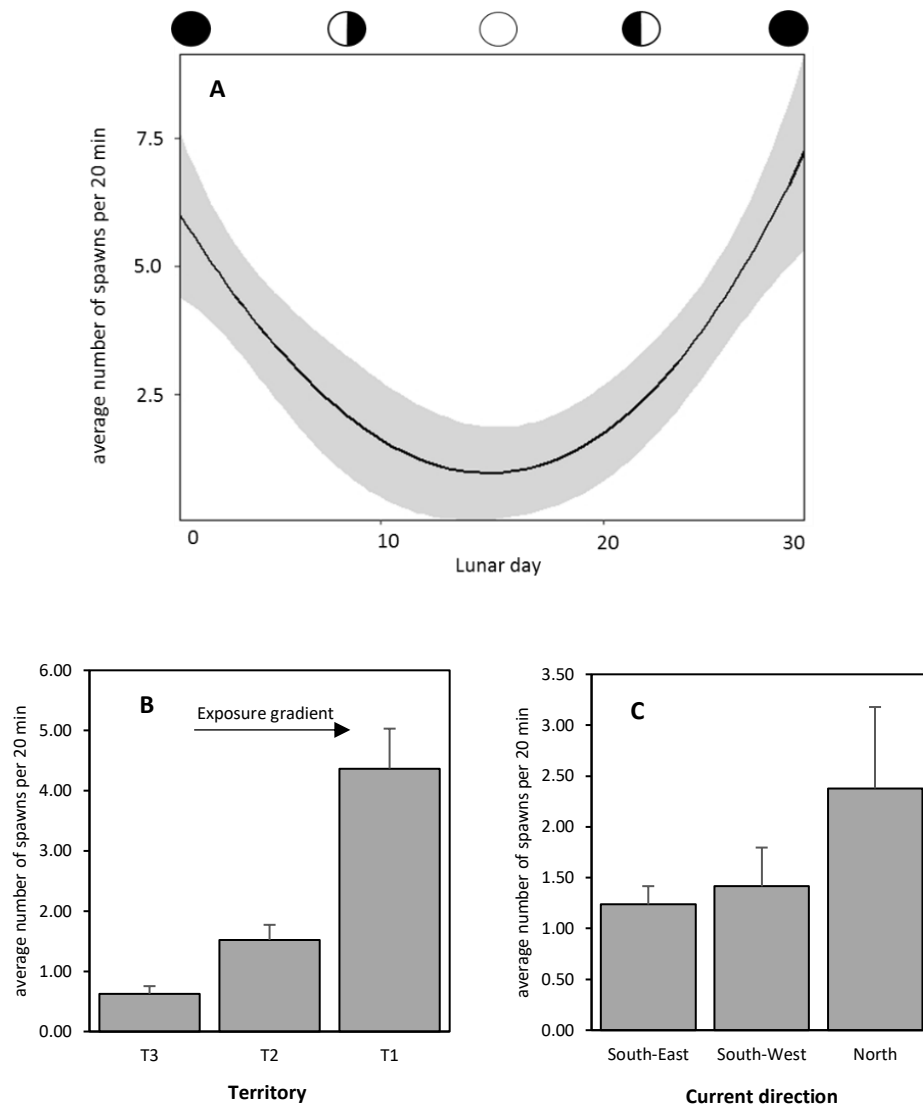 A
average number of spawns per 20 min
7.5
5.0
2.5
0 10 20 30
Lunar day
B
Exposure gradient
average number of spawns per 20 min
6.00
5.00
4.00
3.00
2.00
1.00
0.00
T3 T2 T1
Territory
C
average number of spawns per 20 min
3.50
3.00
2.50
2.00
1.50
1.00
0.50
0.00
South-East South-West North
Current direction